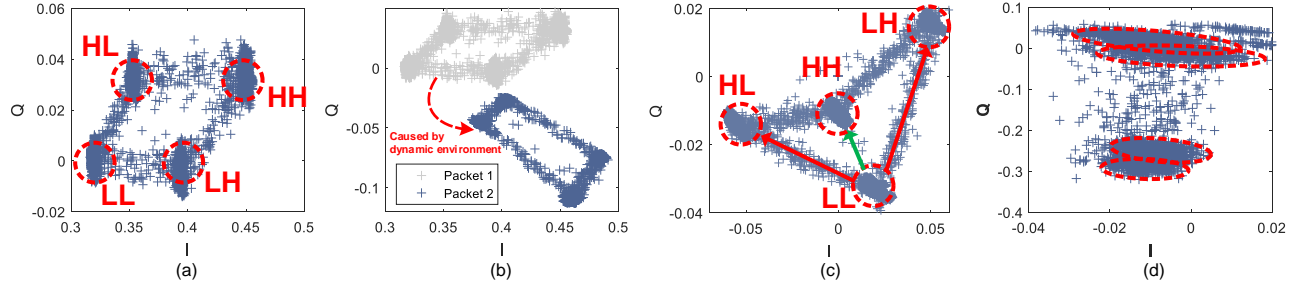 0.06
0.04
0.02
0
-0.02
Q
0.3
0.35
0.4
0.45
0.5
I
HL
HH
LL
LH
(a)
0
-0.05
-0.1
Q
0.3
0.35
0.4
0.45
0.5
I
Caused by
dynamic environment
Packet 1
Packet 2
(b)
0.02
0
-0.02
-0.04
Q
-0.05
0
0.05
I
LH
HH
HL
LL
(c)
0.1
0
-0.1
-0.2
-0.3
-0.4
Q
-0.04
-0.02
0
0.02
I
(d)